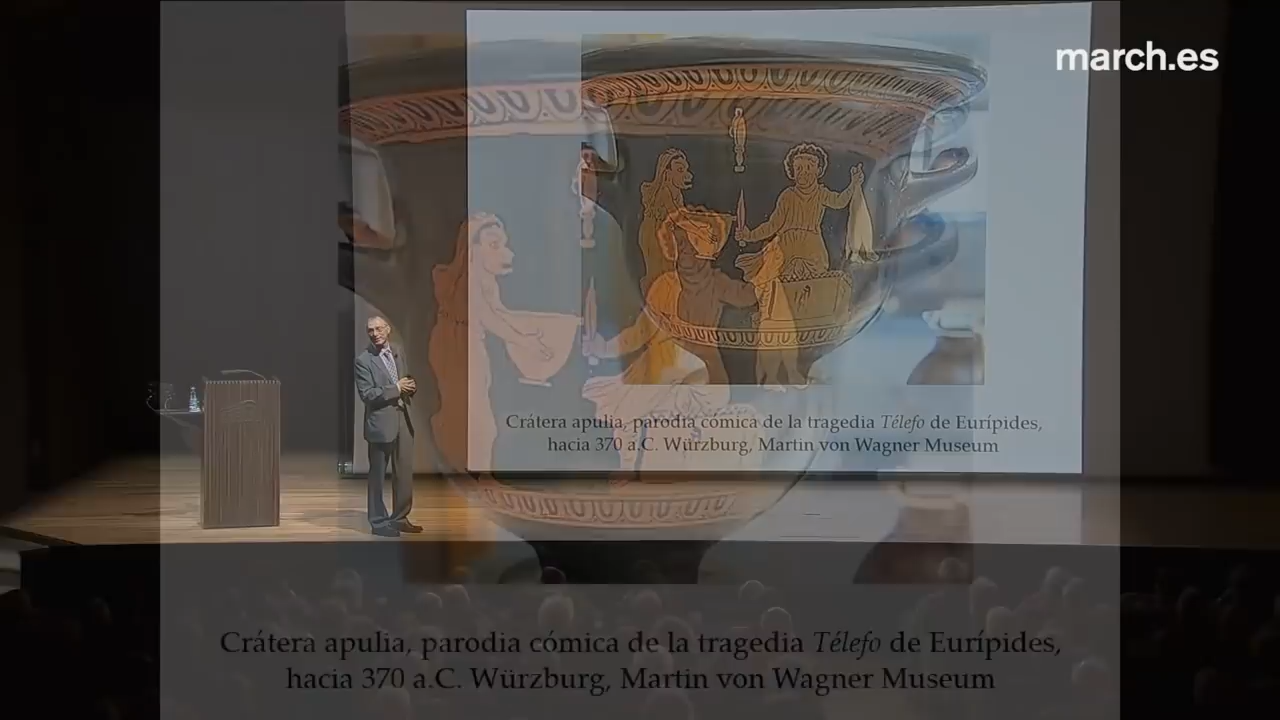 march.es
Crátera apulia, parodia cómica de la tragedia Télefo de Eurípides,
hacia 370 a.C. Würzburg, Martin von Wagner Museum
Crátera apulia, parodia cómica de la tragedia Télefo de Eurípides,
hacia 370 a.C. Würzburg, Martin von Wagner Museum